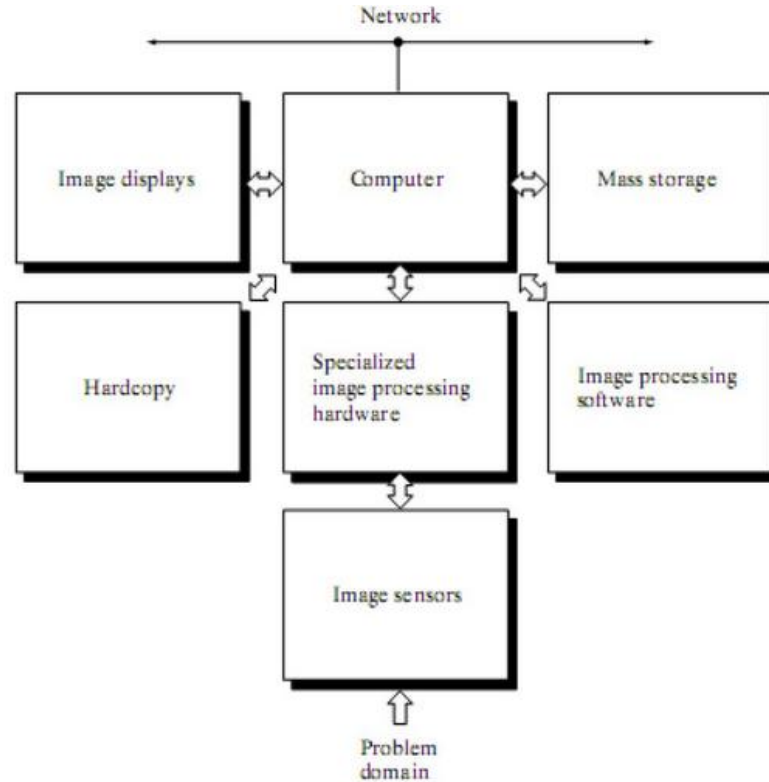 Network
Image displays
Computer
Mass storage
Hardcopy
Specialized
image processing
hardware
Image processing
software
Image sensors
Problem
domain